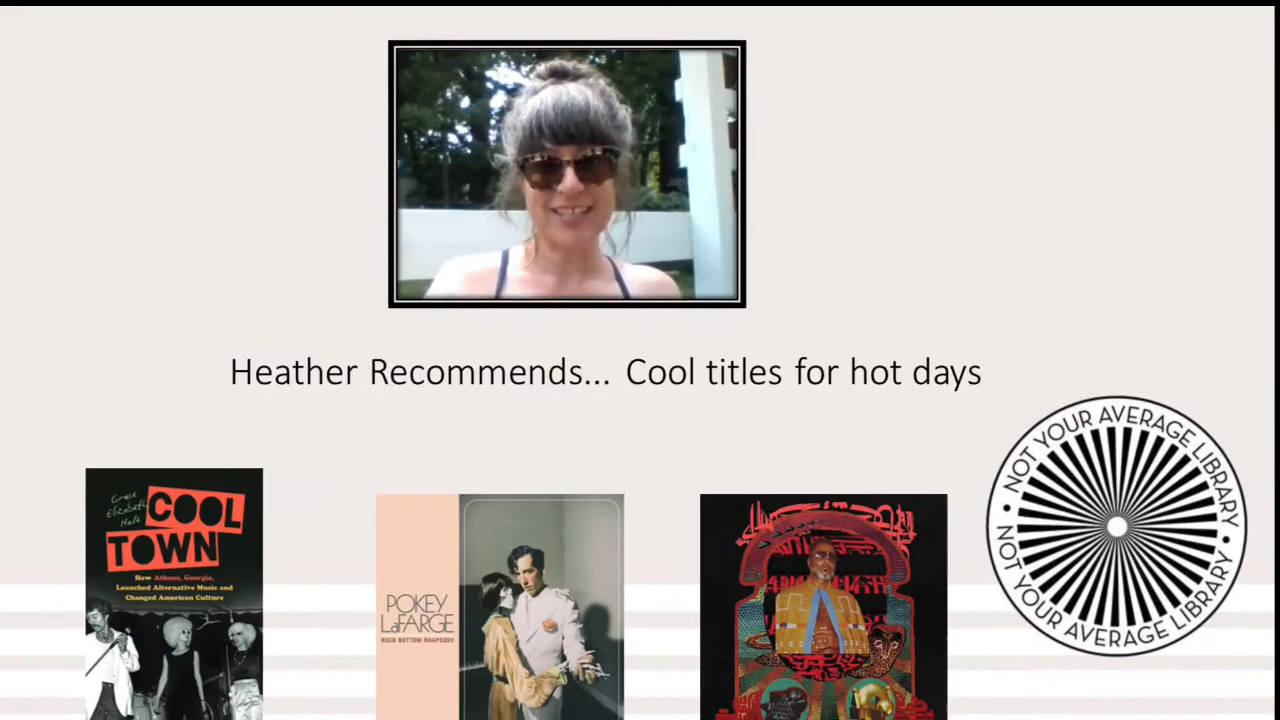 Heather Recommends... Cool titles for hot days
Grace
Elizabeth
Hale
COOL
TOWN
How Athens, Georgia,
Launched Alternative Music and
Changed American Culture
POKEY
LaFARGE
ROCK BOTTOM RHAPSODY
• NOT YOUR AVERAGE LIBRARY
• NOT YOUR AVERAGE LIBRARY